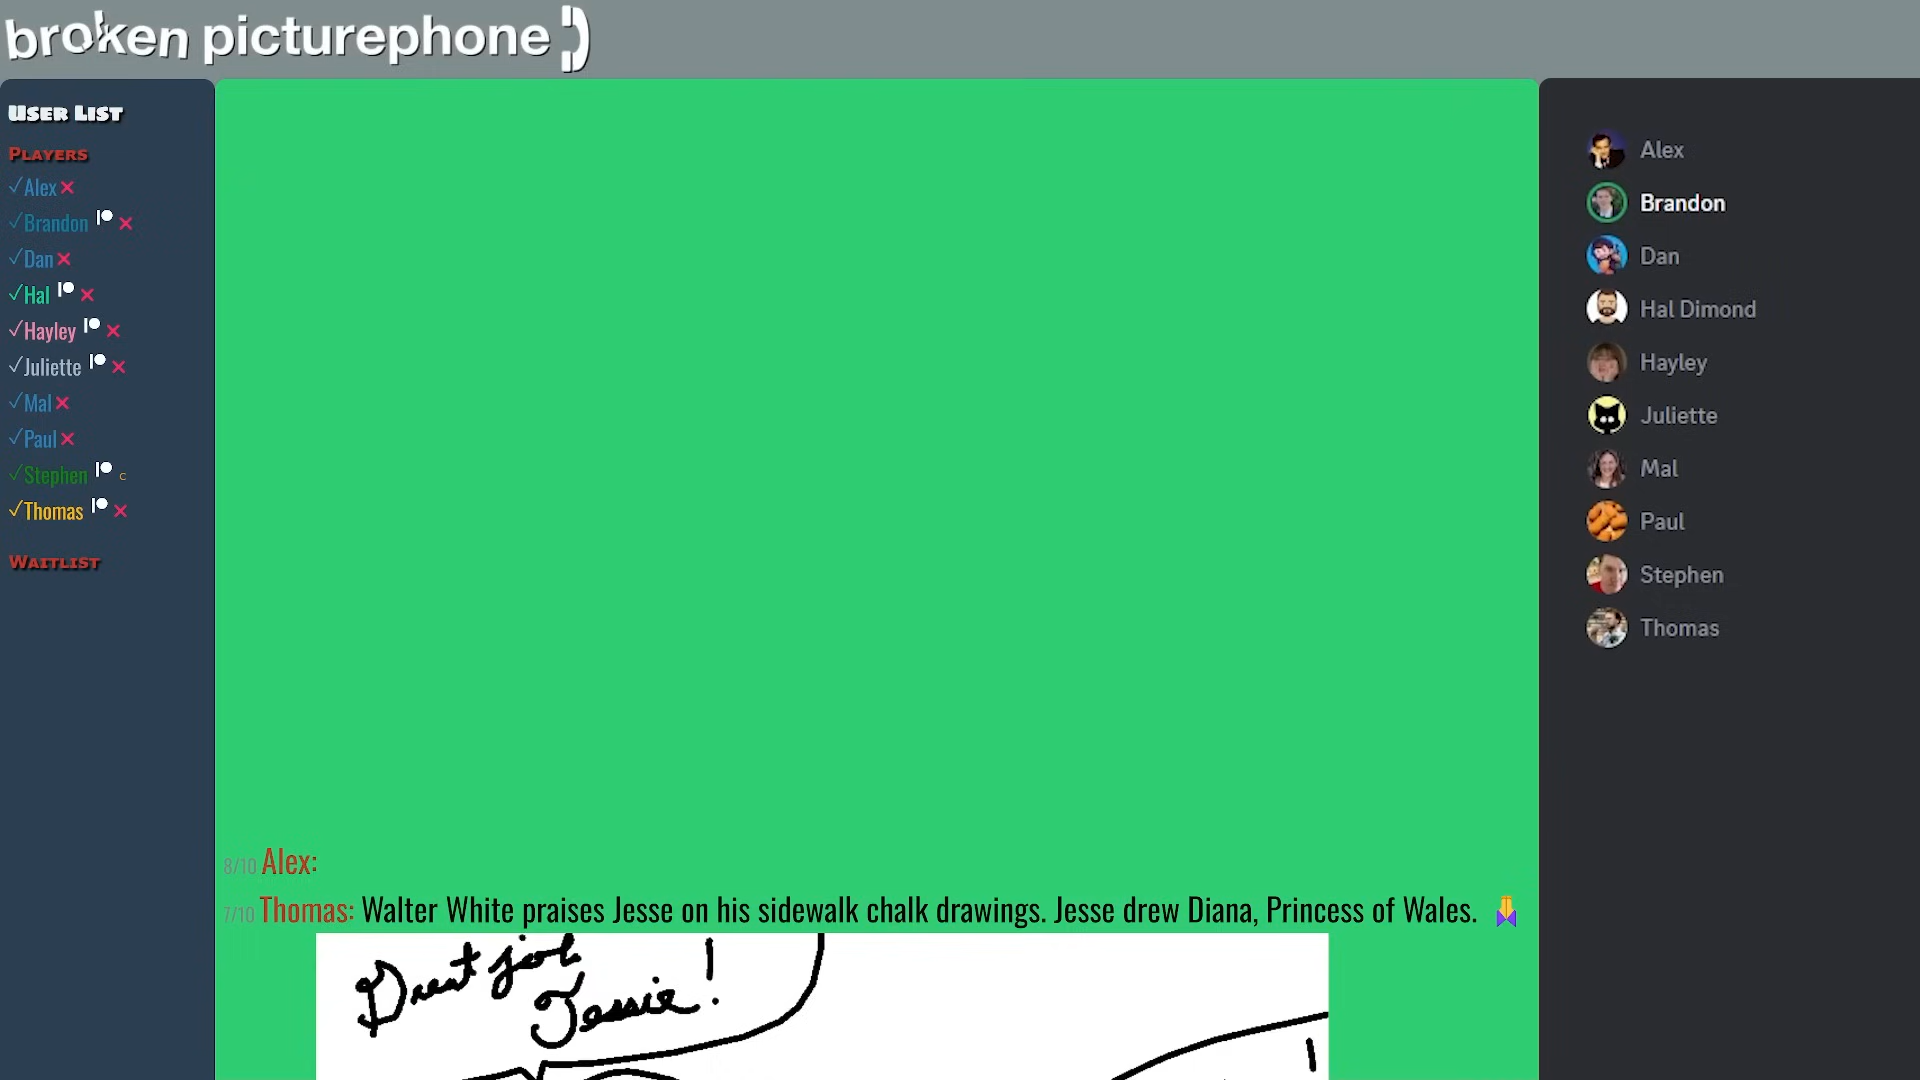 broken picturephone
User List
Players
✓Alex ×
✓Brandon ×
✓Dan ×
✓Hal ×
✓Hayley ×
✓Juliette ×
✓Mal ×
✓Paul ×
✓Stephen c
✓Thomas ×
Waitlist
8/10 Alex:
7/10 Thomas: Walter White praises Jesse on his sidewalk chalk drawings. Jesse drew Diana, Princess of Wales.
Great job
Jessie!
!
Alex
Brandon
Dan
Hal Dimond
Hayley
Juliette
Mal
Paul
Stephen
Thomas